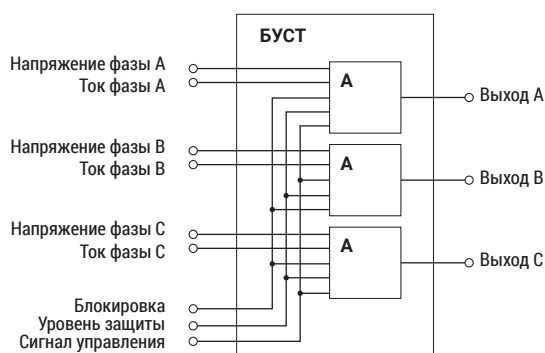 БУСТ
Напряжение фазы А
Ток фазы А
А
Выход А
Напряжение фазы В
Ток фазы В
А
Выход В
Напряжение фазы С
Ток фазы С
А
Выход С
Блокировка
Уровень защиты
Сигнал управления